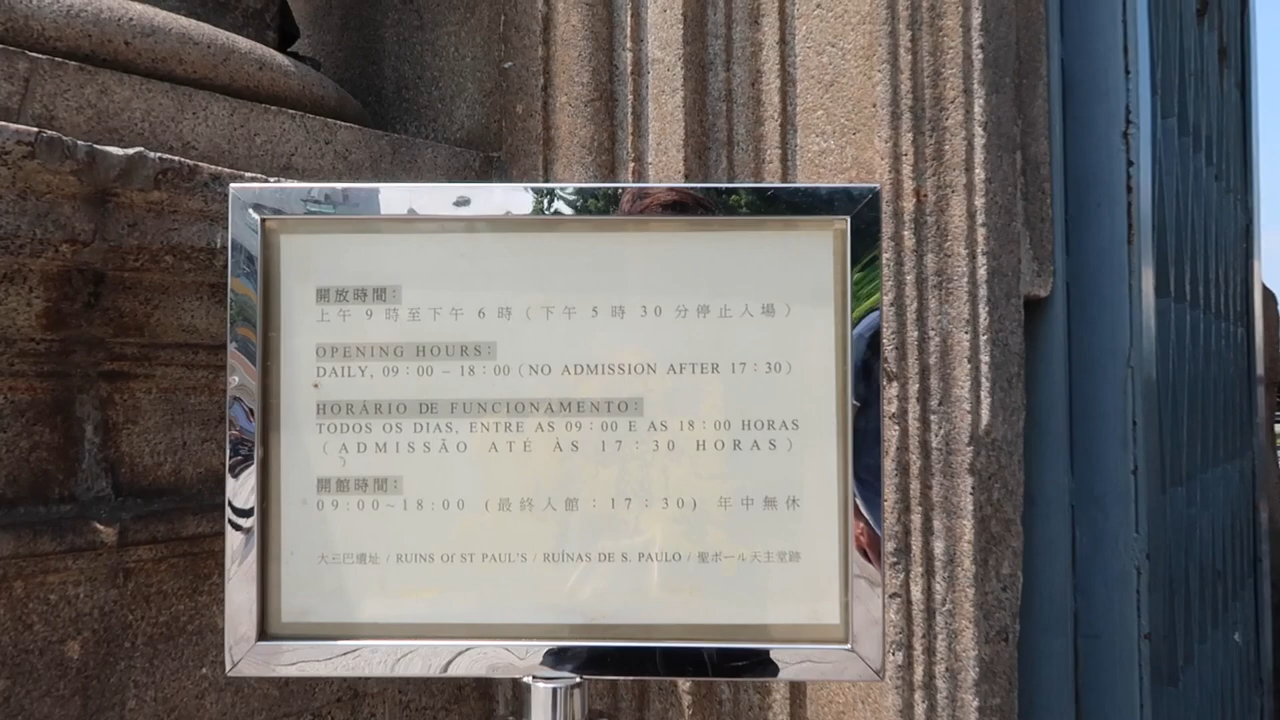 開放時間：
上午 9 時至下午 6 時（下午 5 時 30 分停止入場）
OPENING HOURS:
DAILY, 09：00 – 18：00 (NO ADMISSION AFTER 17：30)
HORÁRIO DE FUNCIONAMENTO:
TODOS OS DIAS, ENTRE AS 09：00 E AS 18：00 HORAS
( ADMISSÃO ATÉ ÀS 17：30 HORAS)
開館時間：
09:00~18:00 (最終入館：17：30) 年中無休
大三巴遺址 / RUINS Of ST PAUL'S / RUÍNAS DE S. PAULO / 聖ポール天主堂跡